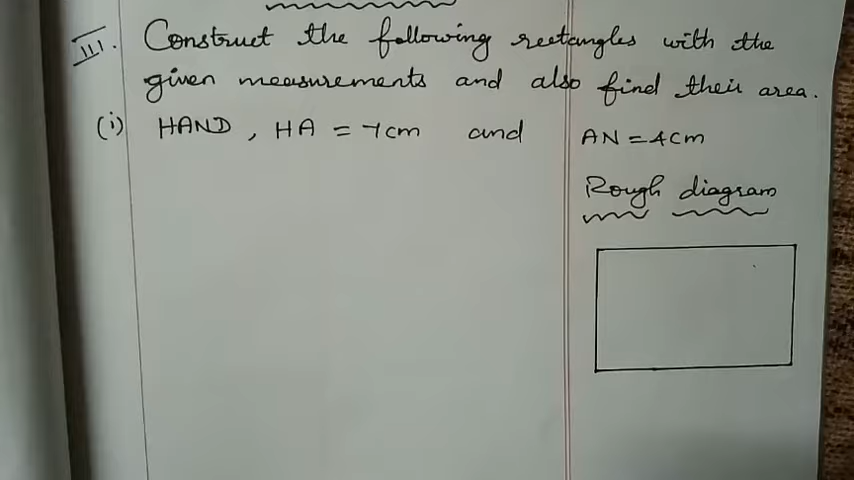 III. Construct the following rectangles with the
given measurements and also find their area.
(i) HAND, HA = 7cm and AN = 4cm
Rough diagram